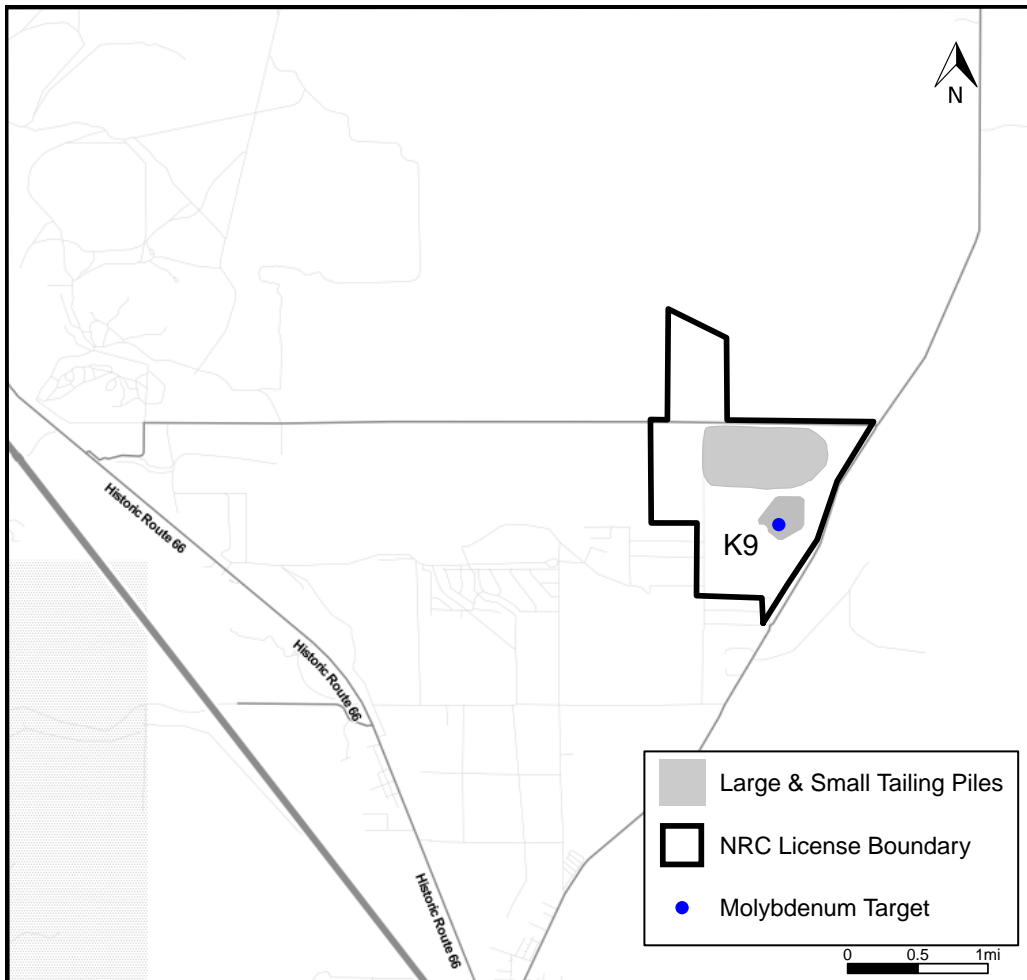 N
Historic Route 66
K9
Historic Route 66
Large & Small Tailing Piles
NRC License Boundary
Molybdenum Target
Historic Route 66
0 0.5 1mi